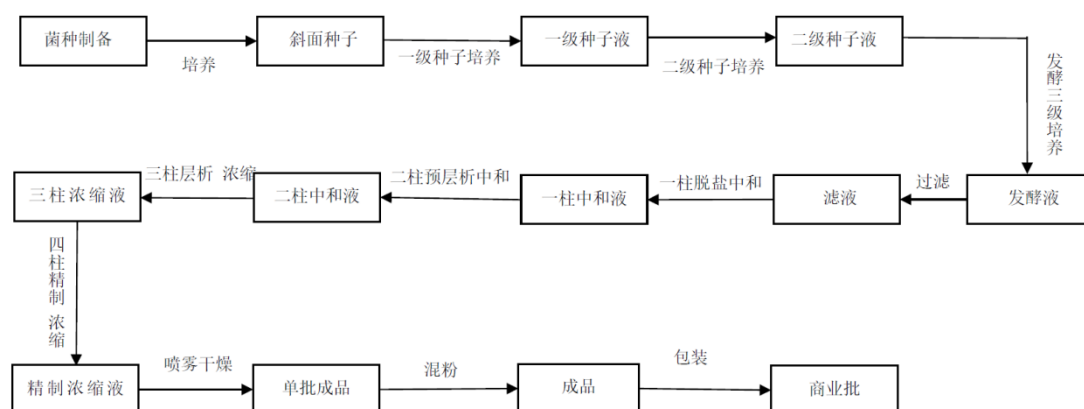 菌种制备
培养
斜面种子
一级种子培养
一级种子液
二级种子培养
二级种子液
发酵三级培养
发酵液
过滤
滤液
一柱脱盐中和
一柱中和液
二柱预层析中和
二柱中和液
三柱层析 浓缩
三柱浓缩液
四柱精制 浓缩
精制浓缩液
喷雾干燥
单批成品
混粉
成品
包装
商业批